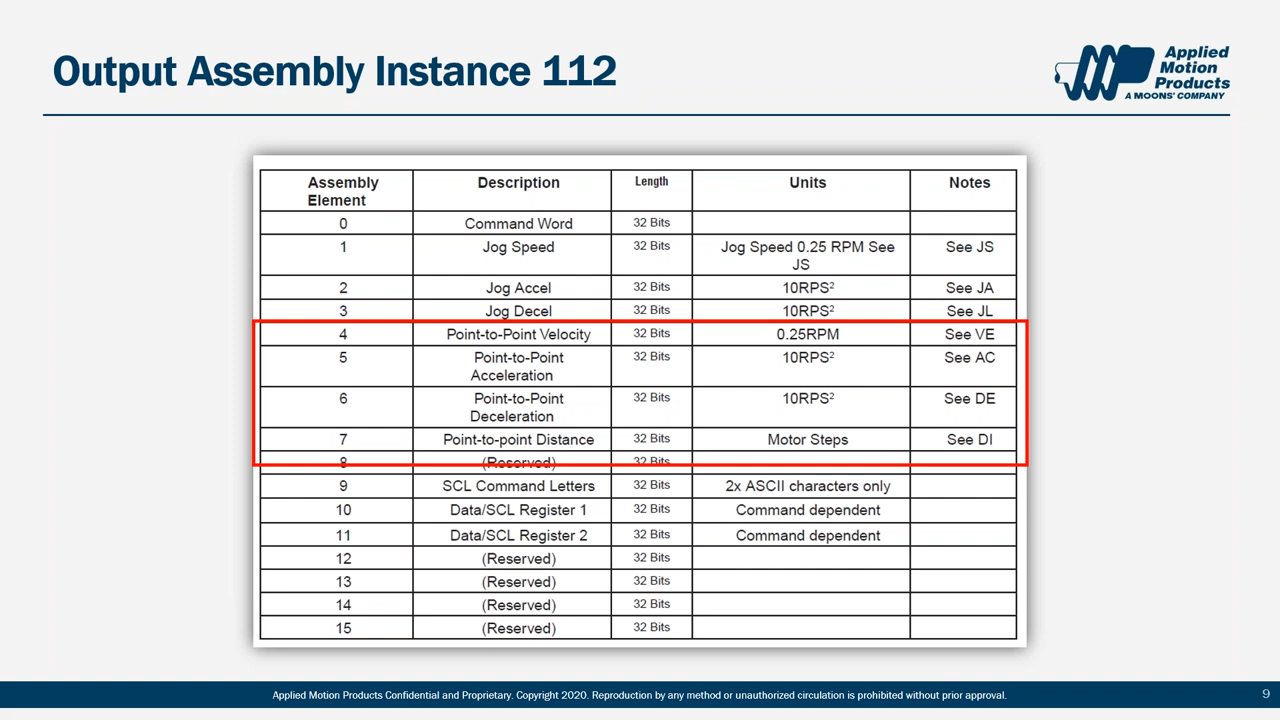 Output Assembly Instance 112
Applied
Motion
Products
A MOONS' COMPANY
Assembly Element Description Length Units Notes
0 Command Word 32 Bits
1 Jog Speed 32 Bits Jog Speed 0.25 RPM See JS See JS
2 Jog Accel 32 Bits 10RPS² See JA
3 Jog Decel 32 Bits 10RPS² See JL
4 Point-to-Point Velocity 32 Bits 0.25RPM See VE
5 Point-to-Point Acceleration 32 Bits 10RPS² See AC
6 Point-to-Point Deceleration 32 Bits 10RPS² See DE
7 Point-to-point Distance 32 Bits Motor Steps See DI
8 (Reserved) 32 Bits
9 SCL Command Letters 32 Bits 2x ASCII characters only
10 Data/SCL Register 1 32 Bits Command dependent
11 Data/SCL Register 2 32 Bits Command dependent
12 (Reserved) 32 Bits
13 (Reserved) 32 Bits
14 (Reserved) 32 Bits
15 (Reserved) 32 Bits
Applied Motion Products Confidential and Proprietary. Copyright 2020. Reproduction by any method or unauthorized circulation is prohibited without prior approval.
9